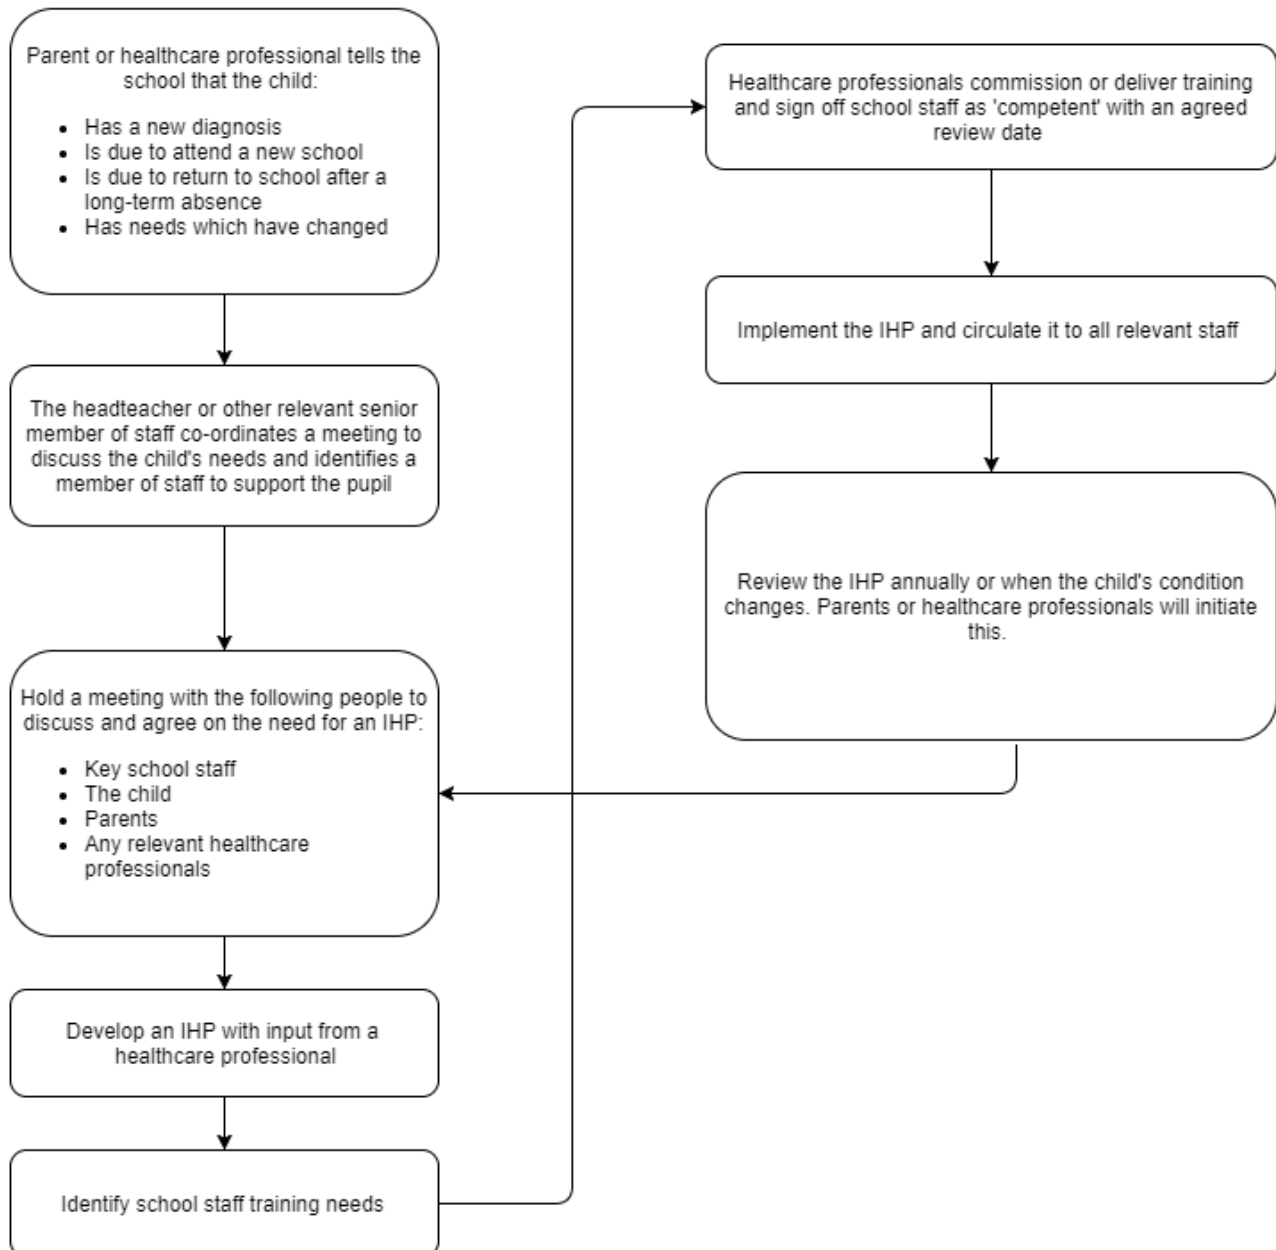 Parent or healthcare professional tells the
school that the child:
• Has a new diagnosis
• Is due to attend a new school
• Is due to return to school after a
long-term absence
• Has needs which have changed
The headteacher or other relevant senior
member of staff co-ordinates a meeting to
discuss the child's needs and identifies a
member of staff to support the pupil
Hold a meeting with the following people to
discuss and agree on the need for an IHP:
• Key school staff
• The child
• Parents
• Any relevant healthcare
professionals
Develop an IHP with input from a
healthcare professional
Identify school staff training needs
Healthcare professionals commission or deliver training
and sign off school staff as 'competent' with an agreed
review date
Implement the IHP and circulate it to all relevant staff
Review the IHP annually or when the child's condition
changes. Parents or healthcare professionals will initiate
this.